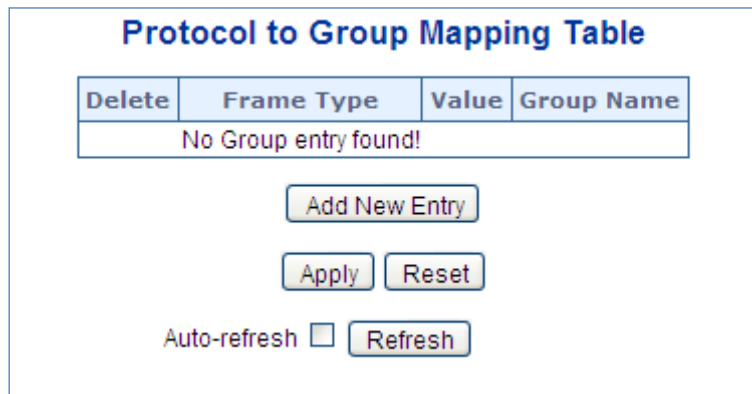 Protocol to Group Mapping Table
Delete Frame Type Value Group Name
No Group entry found!
Add New Entry
Apply Reset
Auto-refresh Refresh